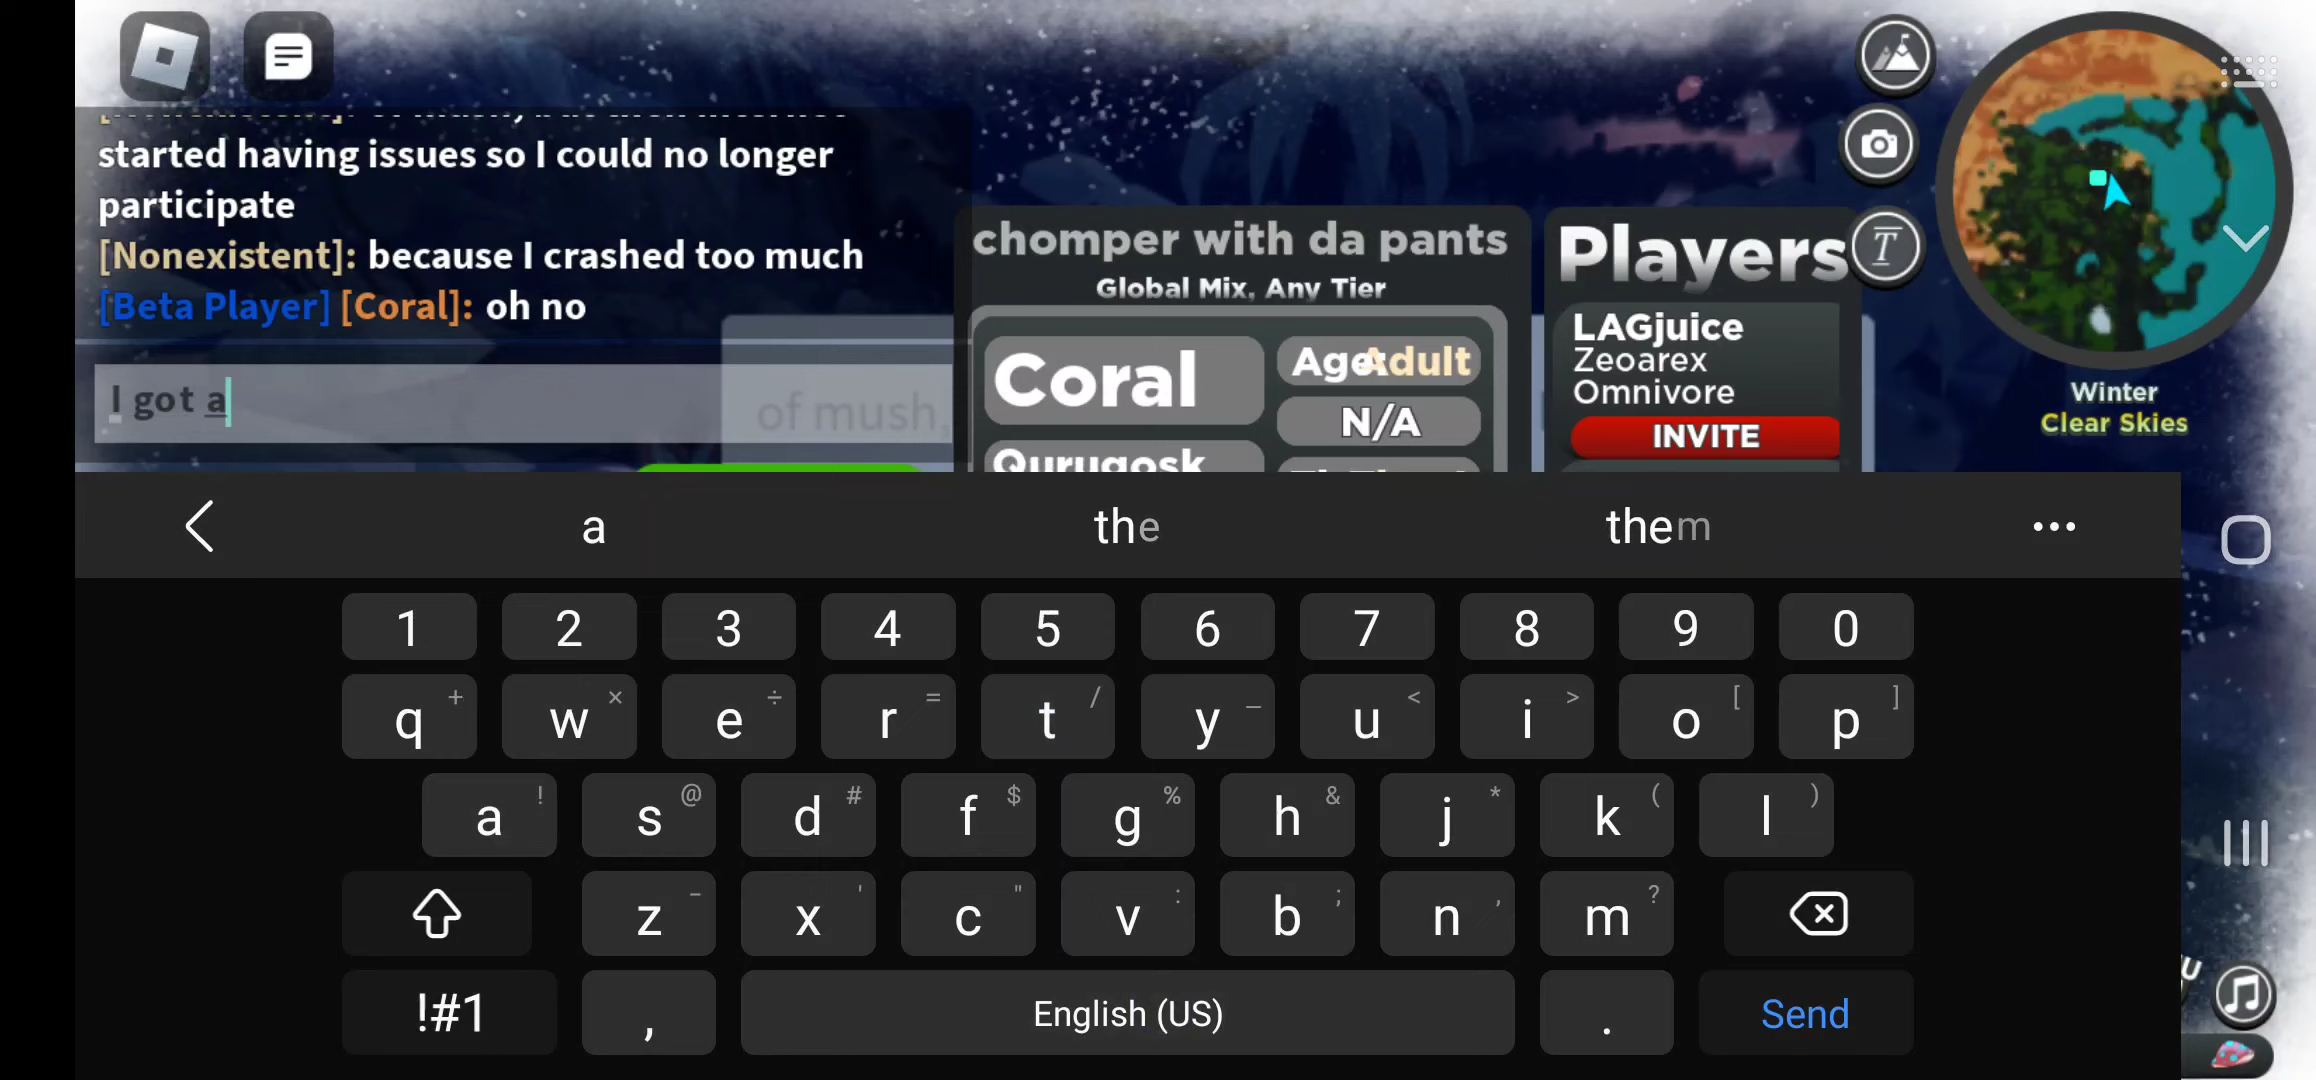 started having issues so I could no longer
participate
[Nonexistent]: because I crashed too much
[Beta Player] [Coral]: oh no
I got a
of mush,
chomper with da pants
Global Mix, Any Tier
Coral
Age: Adult
N/A
Qurugosk
Players
LAGjuice
Zeoarex
Omnivore
INVITE
T
Winter
Clear Skies
a
the
them
1 2 3 4 5 6 7 8 9 0
q + w × e ÷ r = t / y _ u < i > o [ p ]
a ! s @ d # f $ g % h & j * k ( l )
z - x ' c " v : b ; n , m ?
!#1 , English (US) . Send